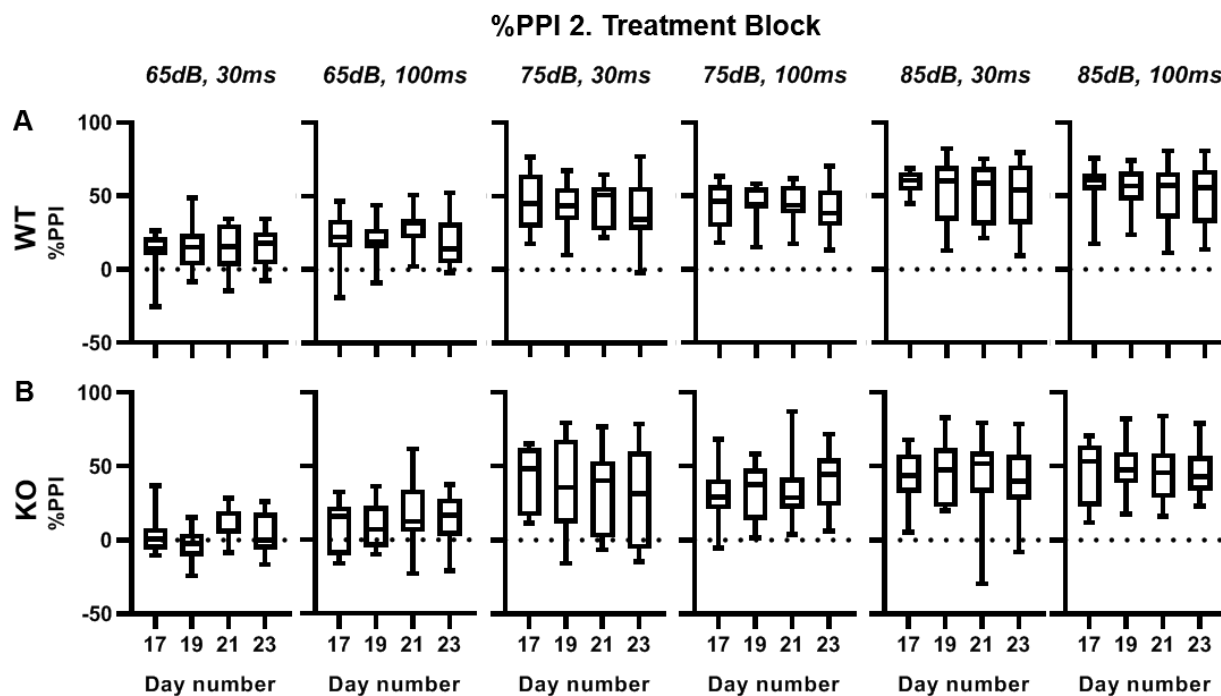 %PPI 2. Treatment Block
65dB, 30ms 65dB, 100ms 75dB, 30ms 75dB, 100ms 85dB, 30ms 85dB, 100ms
A
WT
%PPI
100
50
0
-50
B
KO
%PPI
100
50
0
-50
17 19 21 23 17 19 21 23 17 19 21 23 17 19 21 23 17 19 21 23 17 19 21 23
Day number Day number Day number Day number Day number Day number